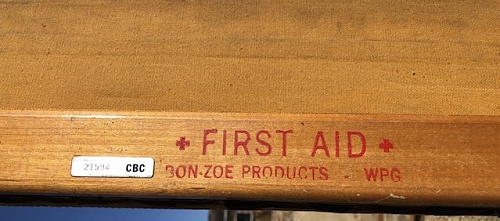 FIRST AID
21594 CBC
BON-ZOE PRODUCTS - WPG